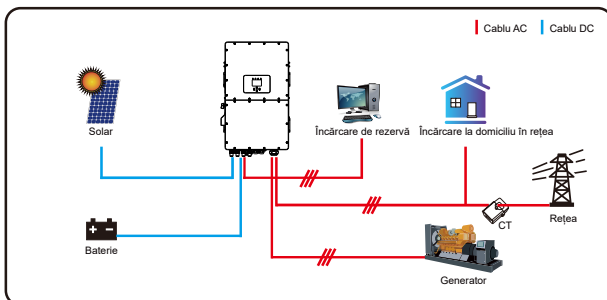 Cablu AC
Cablu DC
Solar
Încărcare de rezervă
Încărcare la domiciliu în rețea
CT
Rețea
Baterie
Generator